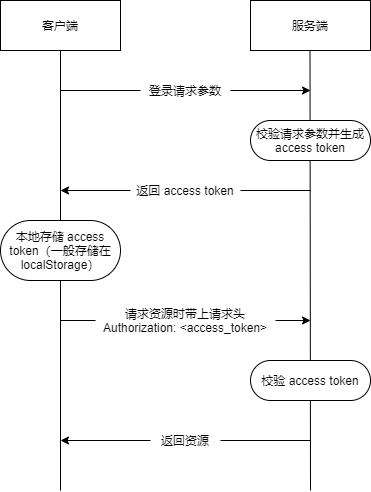 客户端
服务端
登录请求参数
校验请求参数并生成
access token
返回 access token
本地存储 access
token（一般存储在
localStorage）
请求资源时带上请求头
Authorization: <access_token>
校验 access token
返回资源